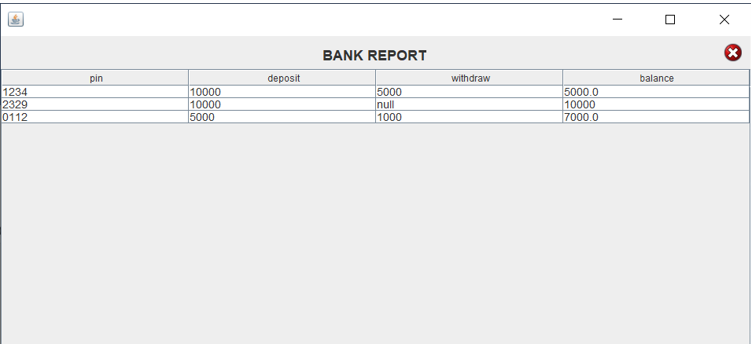 BANK REPORT
pin deposit withdraw balance
1234 10000 5000 5000.0
2329 10000 null 10000
0112 5000 1000 7000.0